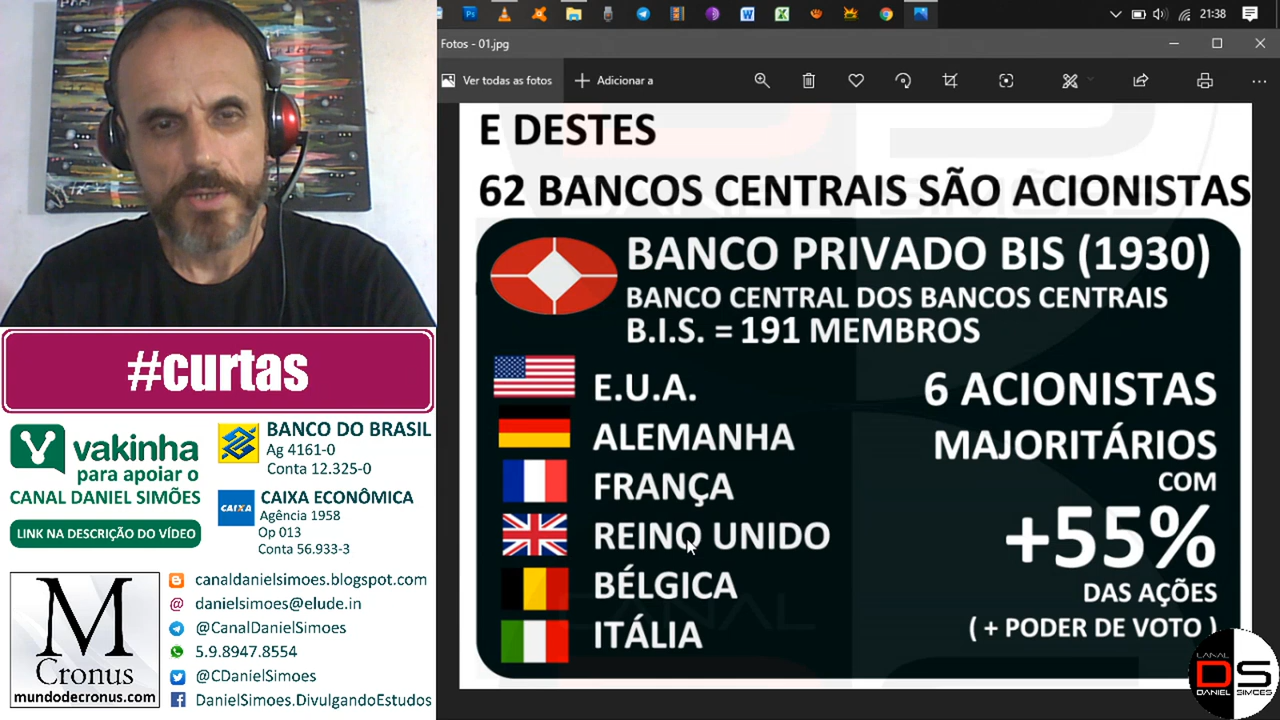 21:38
Fotos - 01.jpg
Ver todas as fotos
Adicionar a
E DESTES
62 BANCOS CENTRAIS SÃO ACIONISTAS
BANCO PRIVADO BIS (1930)
BANCO CENTRAL DOS BANCOS CENTRAIS
B.I.S. = 191 MEMBROS
E.U.A.
ALEMANHA
FRANÇA
REINO UNIDO
BÉLGICA
ITÁLIA
6 ACIONISTAS
MAJORITÁRIOS
COM
+55%
DAS AÇÕES
( + PODER DE VOTO )
#curtas
vakinha
para apoiar o
CANAL DANIEL SIMÕES
LINK NA DESCRIÇÃO DO VÍDEO
BANCO DO BRASIL
Ag 4161-0
Conta 12.325-0
CAIXA
CAIXA ECONÔMICA
Agência 1958
Op 013
Conta 56.933-3
M
Cronus
mundodecronus.com
canaldanielsimoes.blogspot.com
danielsimoes@elude.in
@CanalDanielSimoes
5.9.8947.8554
@CDanielSimoes
DanielSimoes.DivulgandoEstudos
CANAL
DS
DANIEL SIMÕES